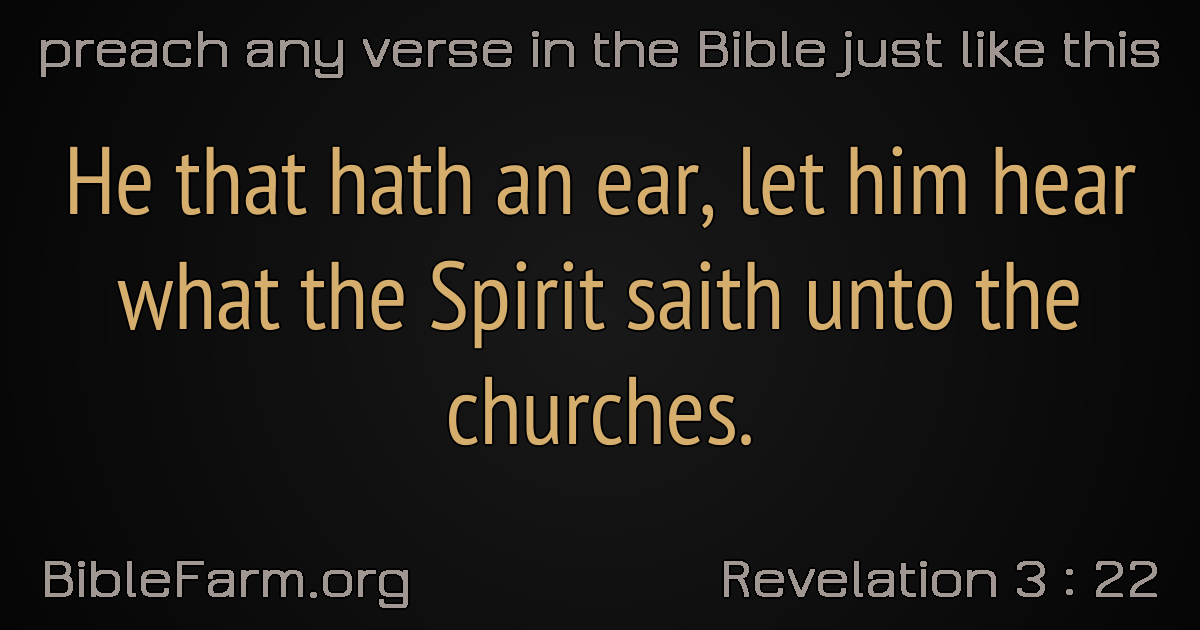 preach any verse in the Bible just like this
He that hath an ear, let him hear
what the Spirit saith unto the
churches.
BibleFarm.org
Revelation 3 : 22